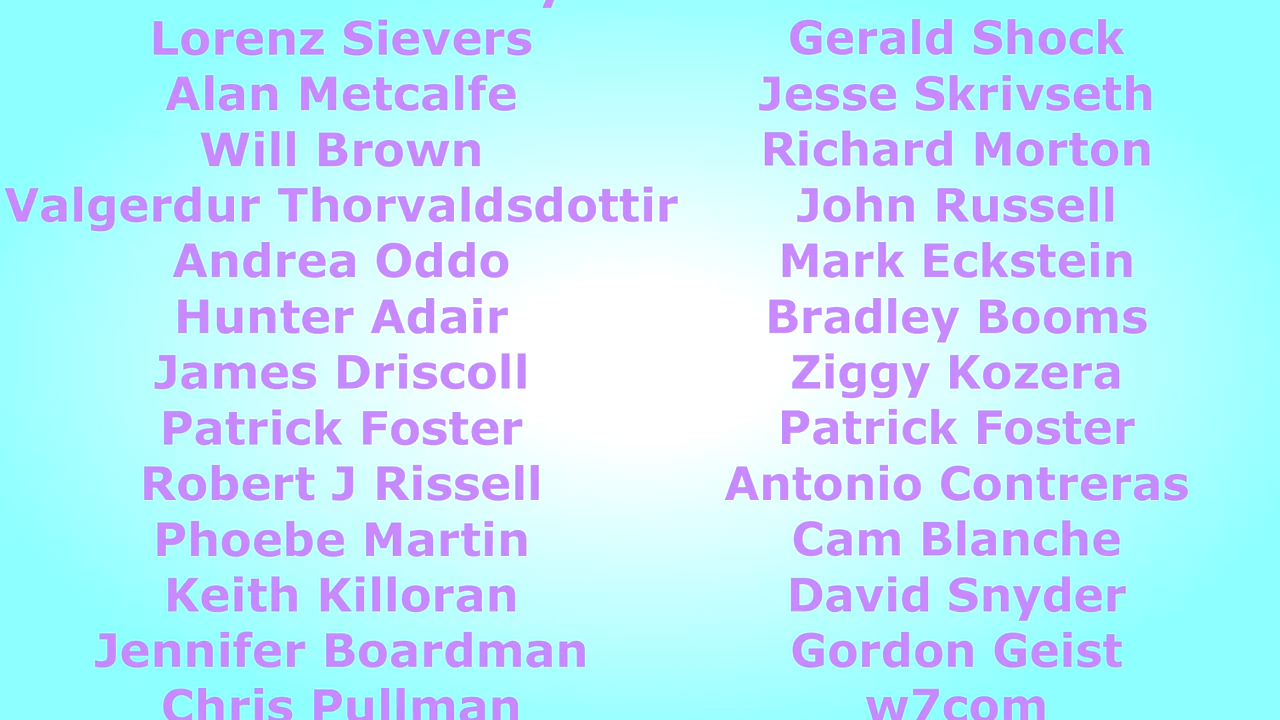 Lorenz Sievers
Alan Metcalfe
Will Brown
Valgerdur Thorvaldsdottir
Andrea Oddo
Hunter Adair
James Driscoll
Patrick Foster
Robert J Rissell
Phoebe Martin
Keith Killoran
Jennifer Boardman
Chris Pullman
Gerald Shock
Jesse Skrivseth
Richard Morton
John Russell
Mark Eckstein
Bradley Booms
Ziggy Kozera
Patrick Foster
Antonio Contreras
Cam Blanche
David Snyder
Gordon Geist
w7com